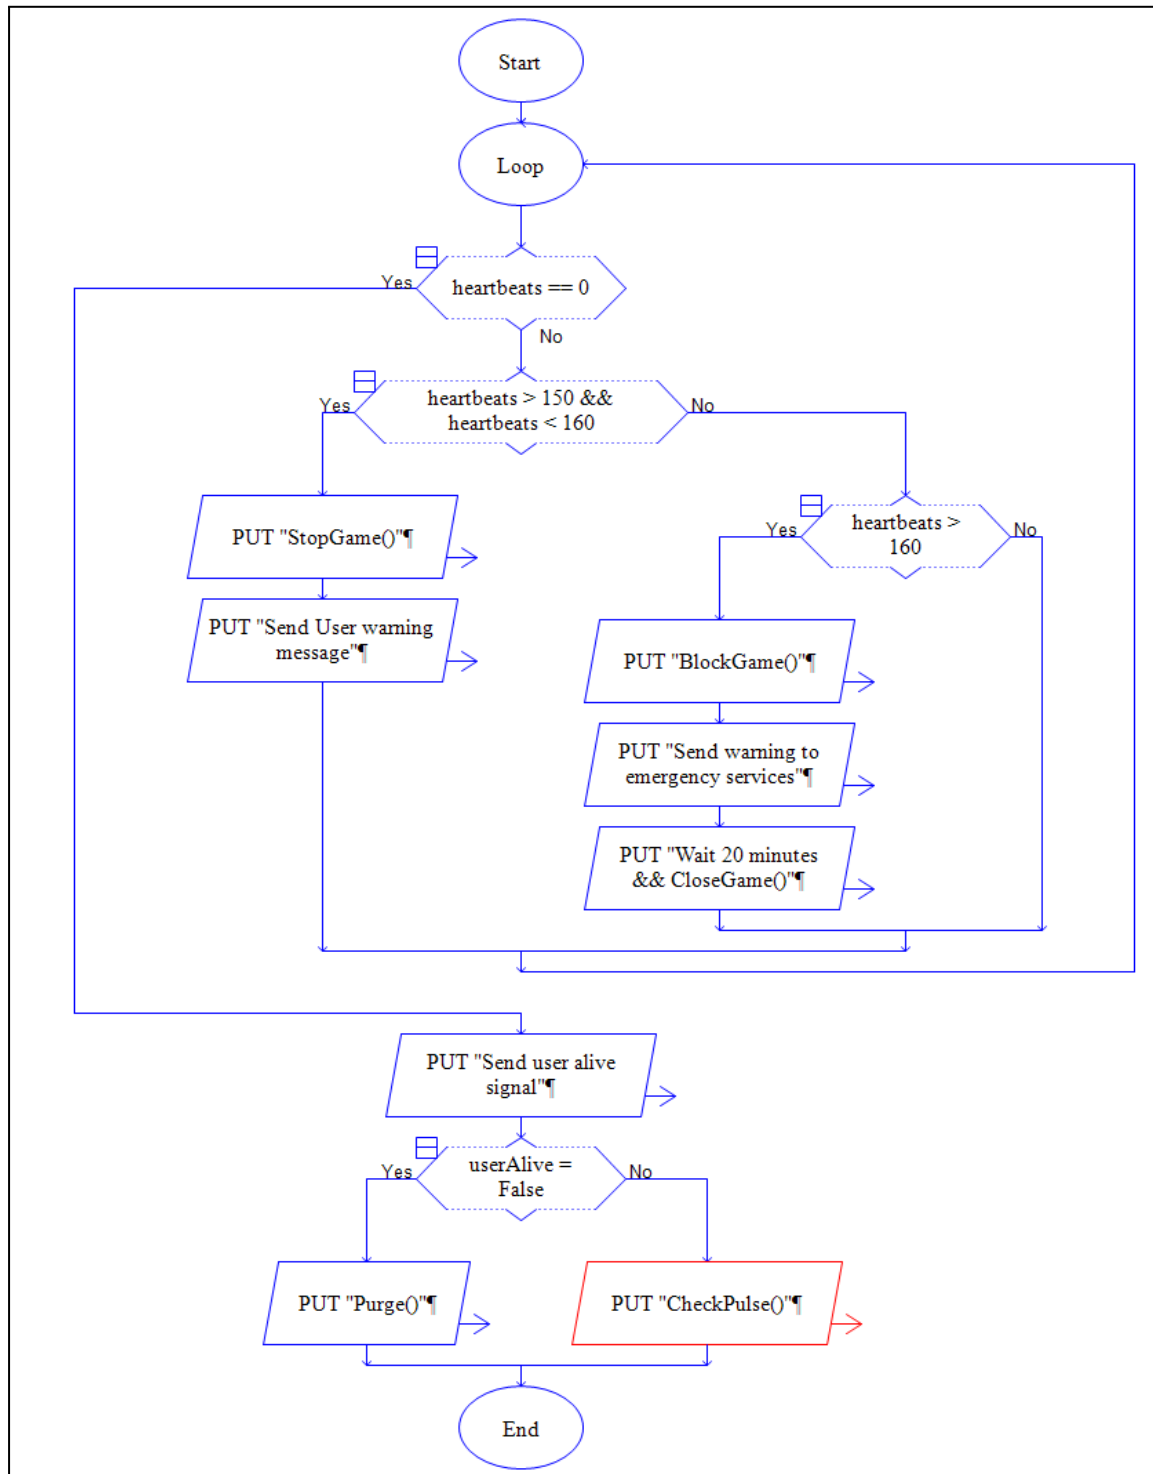 Start
Loop
Yes
heartbeats == 0
No
Yes
heartbeats > 150 &&
heartbeats < 160
No
PUT "StopGame()"¶
Yes
heartbeats >
160
No
PUT "Send User warning
message"¶
PUT "BlockGame()"¶
PUT "Send warning to
emergency services"¶
PUT "Wait 20 minutes
&& CloseGame()"¶
PUT "Send user alive
signal"¶
Yes
userAlive =
False
No
PUT "Purge()"¶
PUT "CheckPulse()"¶
End